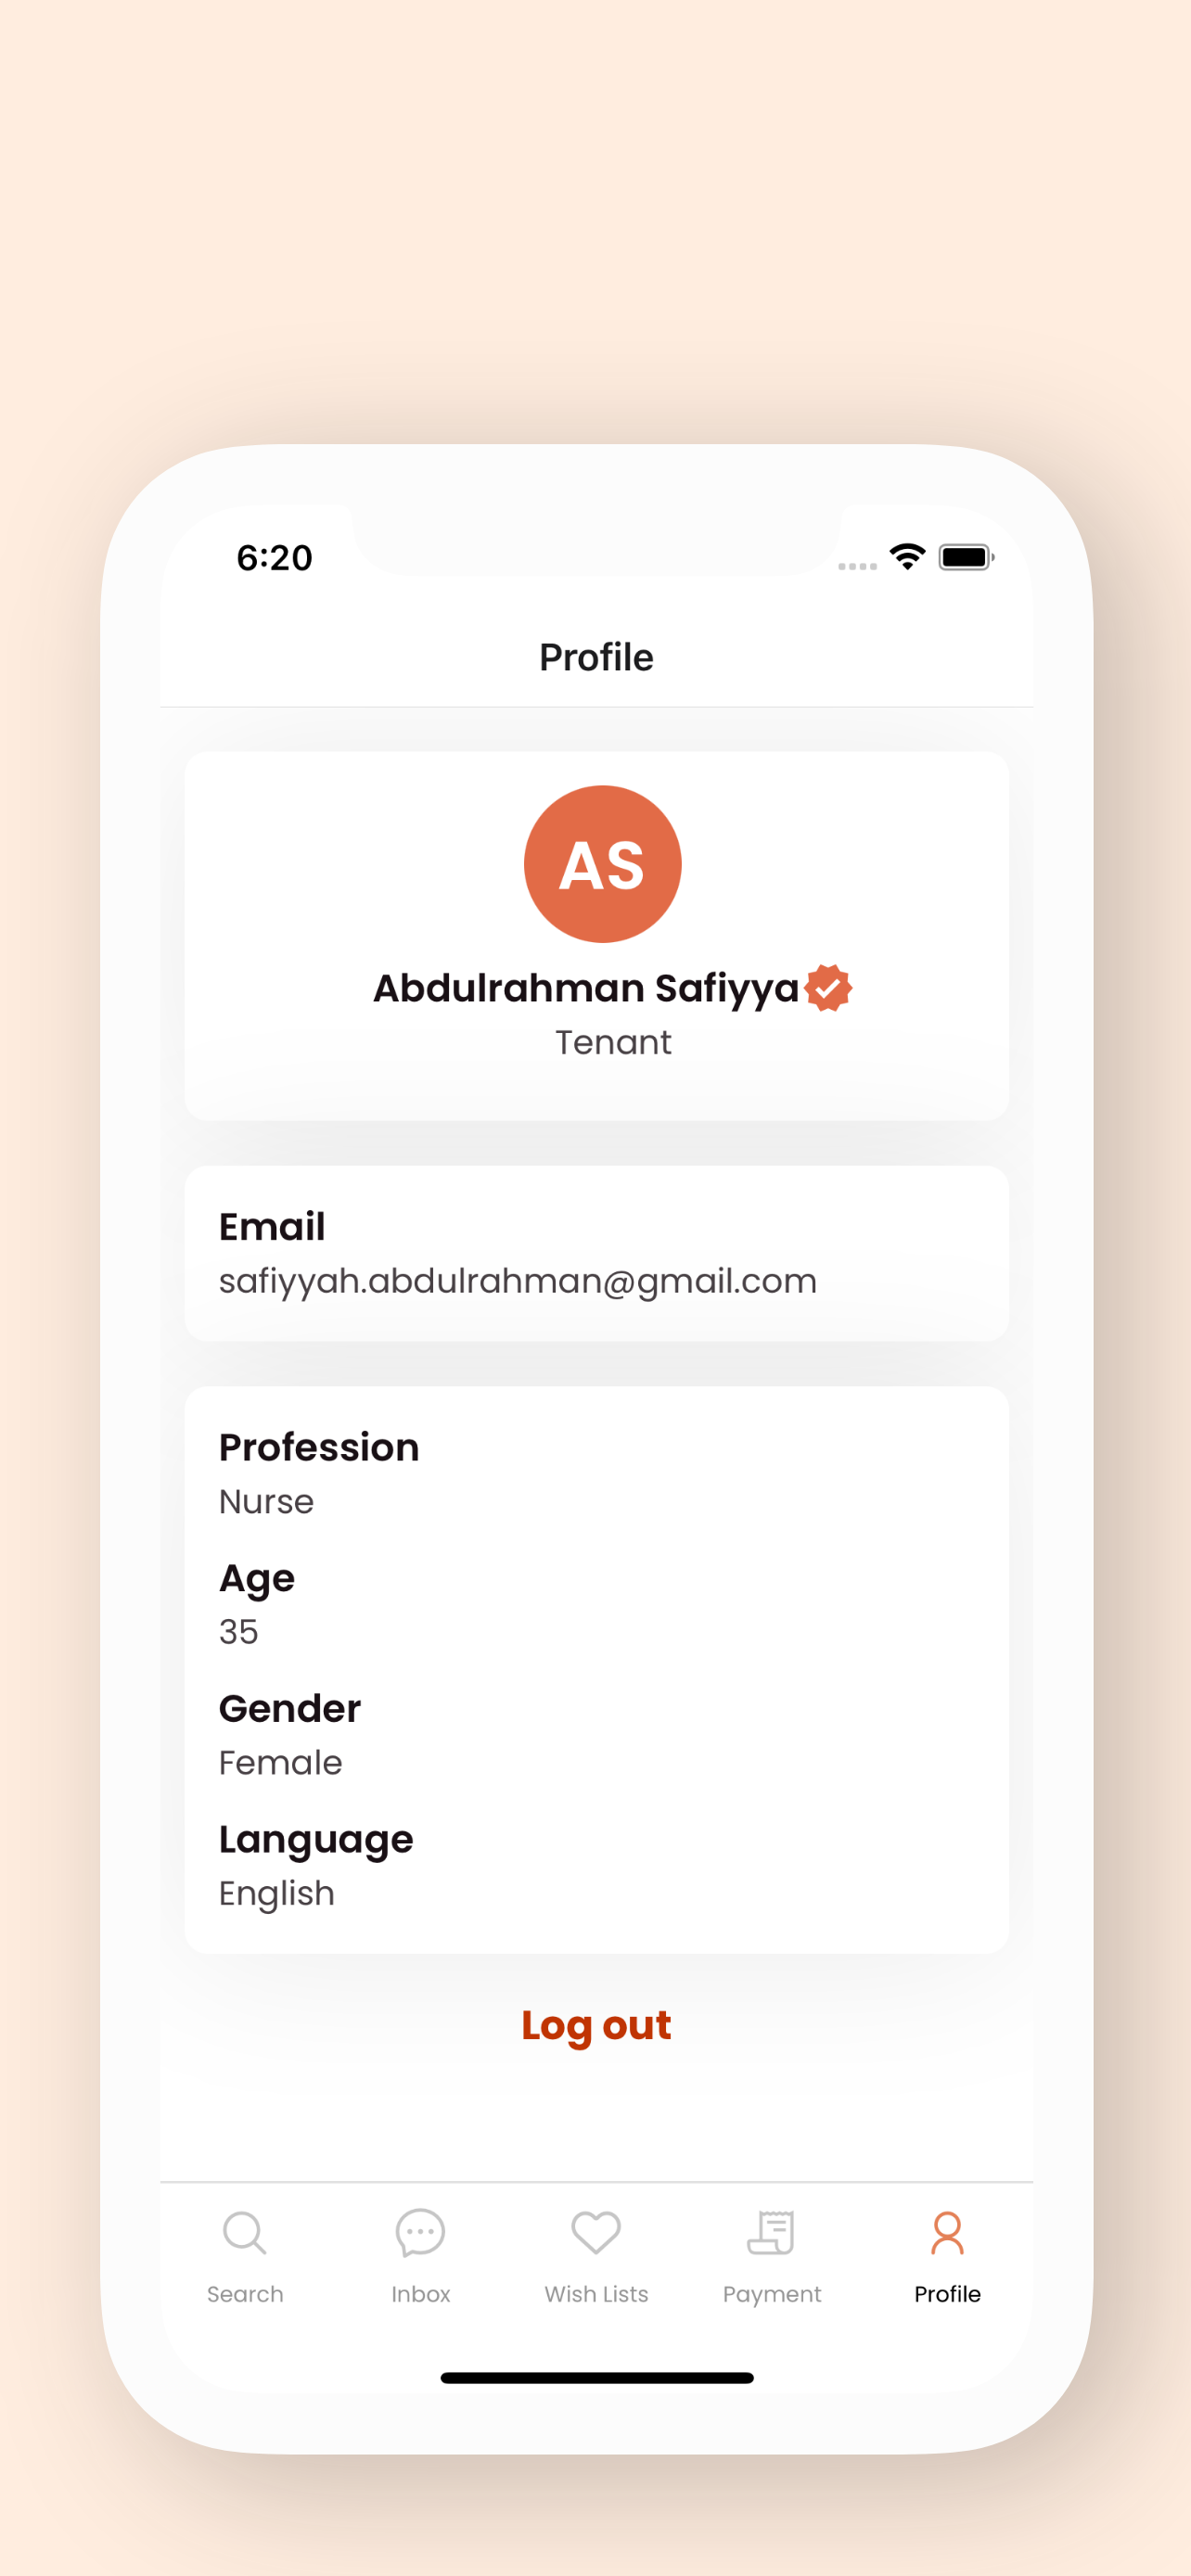 6:20
Profile
AS
Abdulrahman Safiyya
Tenant
Email
safiyyah.abdulrahman@gmail.com
Profession
Nurse
Age
35
Gender
Female
Language
English
Log out
Search
Inbox
Wish Lists
Payment
Profile